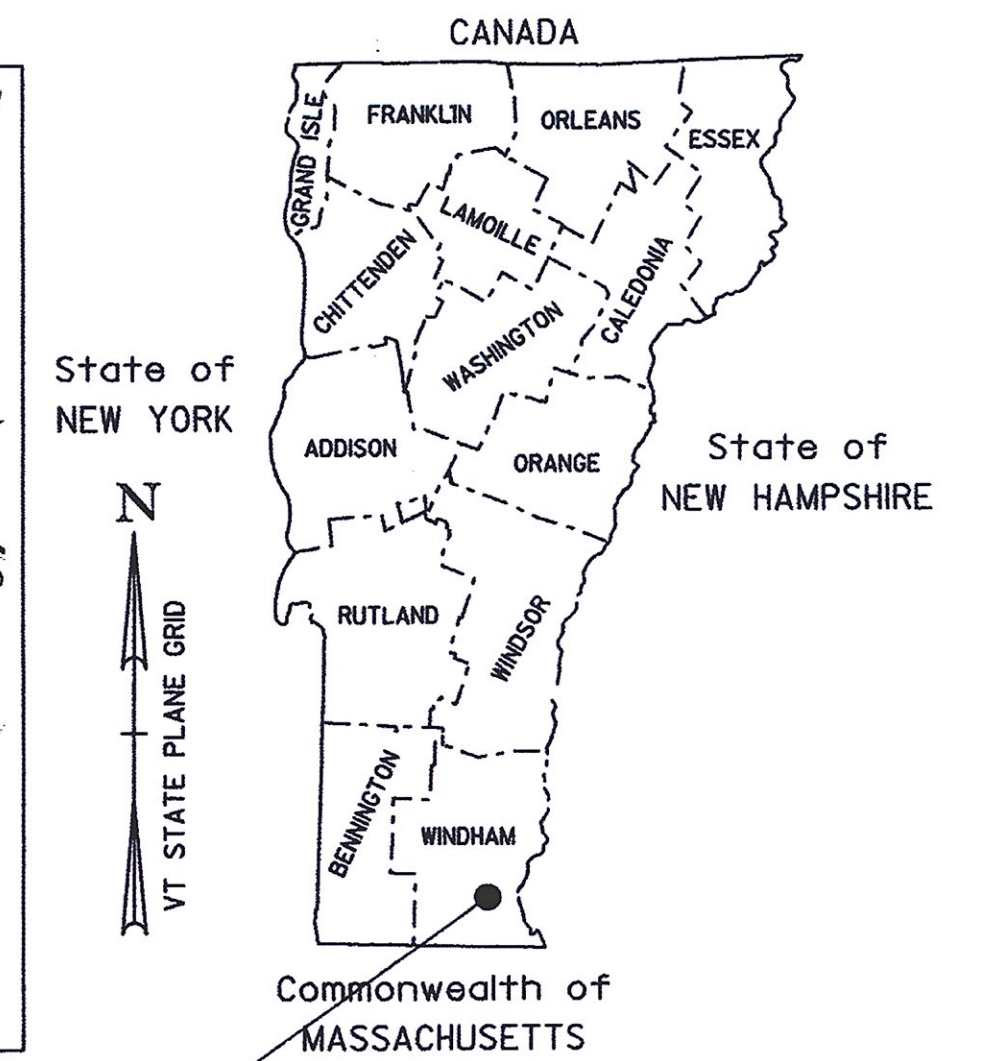 CANADA
GRAND ISLE
FRANKLIN
ORLEANS
ESSEX
LAMOILLE
CHITTENDEN
CALEDONIA
WASHINGTON
State of
NEW YORK
ADDISON
ORANGE
State of
NEW HAMPSHIRE
N
VT STATE PLANE GRID
RUTLAND
WINDSOR
BENNINGTON
WINDHAM
Commonwealth of
MASSACHUSETTS